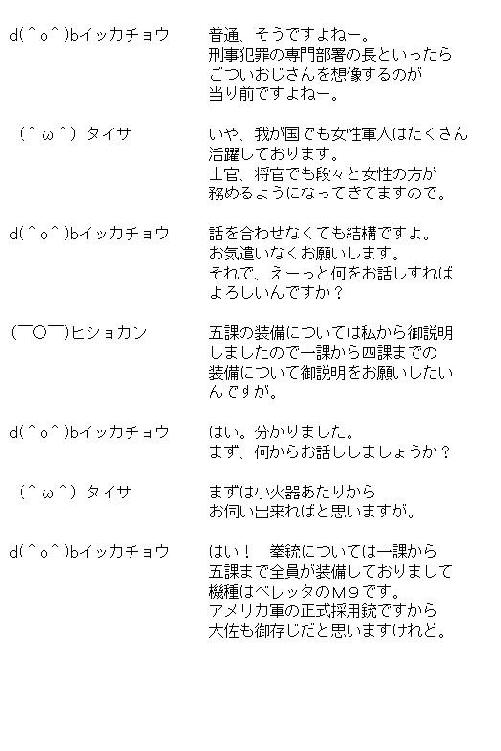 d(＾o＾)bイッカチョウ　普通、そうですよねー。
刑事犯罪の専門部署の長といったら
ごついおじさんを想像するのが
当り前ですよねー。
（＾ω＾）タイサ　いや、我が国でも女性軍人はたくさん
活躍しております。
上官、将官でも段々と女性の方が
務めるようになってきてますので。
d(＾o＾)bイッカチョウ　話を合わせなくても結構ですよ。
お気遣いなくお願いします。
それで、えーっと何をお話しすれば
よろしいんですか？
(￣〇￣)ヒショカン　五課の装備については私から御説明
しましたので一課から四課までの
装備について御説明をお願いしたい
んですが。
d(＾o＾)bイッカチョウ　はい。分かりました。
まず、何からお話ししましょうか？
（＾ω＾）タイサ　まずは小火器あたりから
お伺い出来ればと思いますが。
d(＾o＾)bイッカチョウ　はい！　拳銃については一課から
五課まで全員が装備しておりまして
機種はベレッタのＭ９です。
アメリカ軍の正式採用銃ですから
大佐も御存じだと思いますけれど。